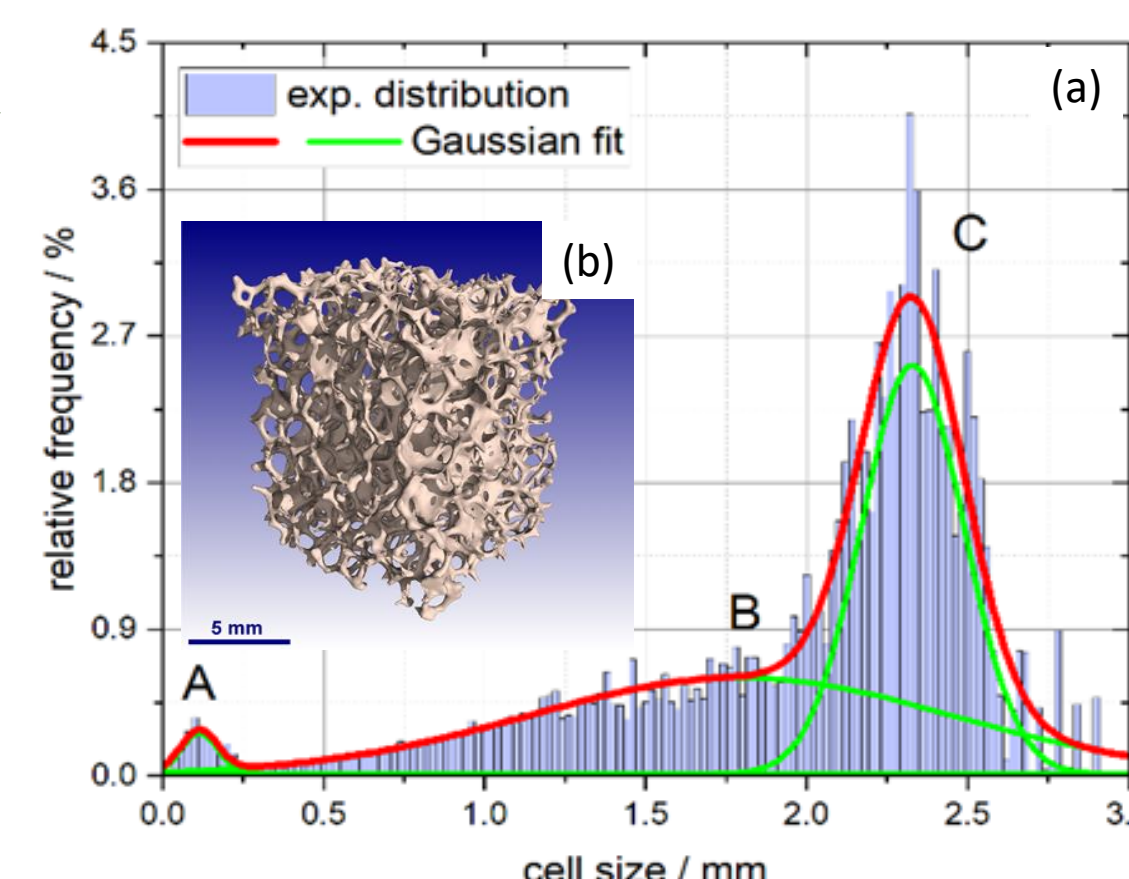 (a)
exp. distribution
Gaussian fit
(b)
5 mm
A
B
C
relative frequency / %
4.5
3.6
2.7
1.8
0.9
0.0
0.0 0.5 1.0 1.5 2.0 2.5 3.
cell size / mm